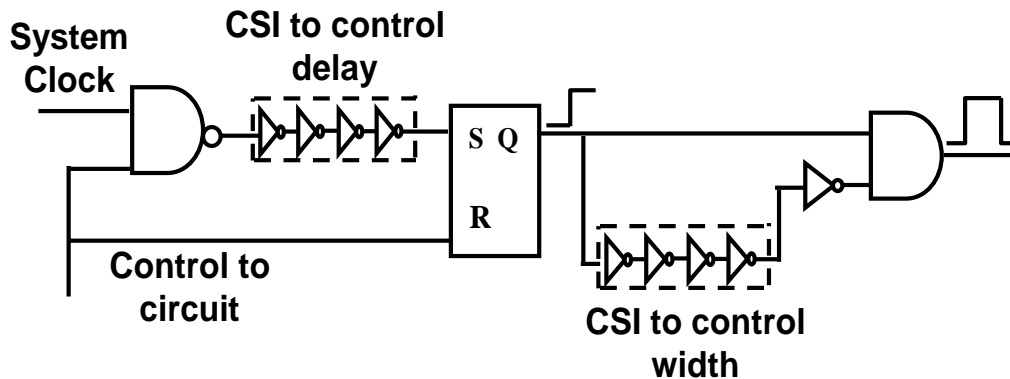 System
Clock
CSI to control
delay
S Q
R
Control to
circuit
CSI to control
width